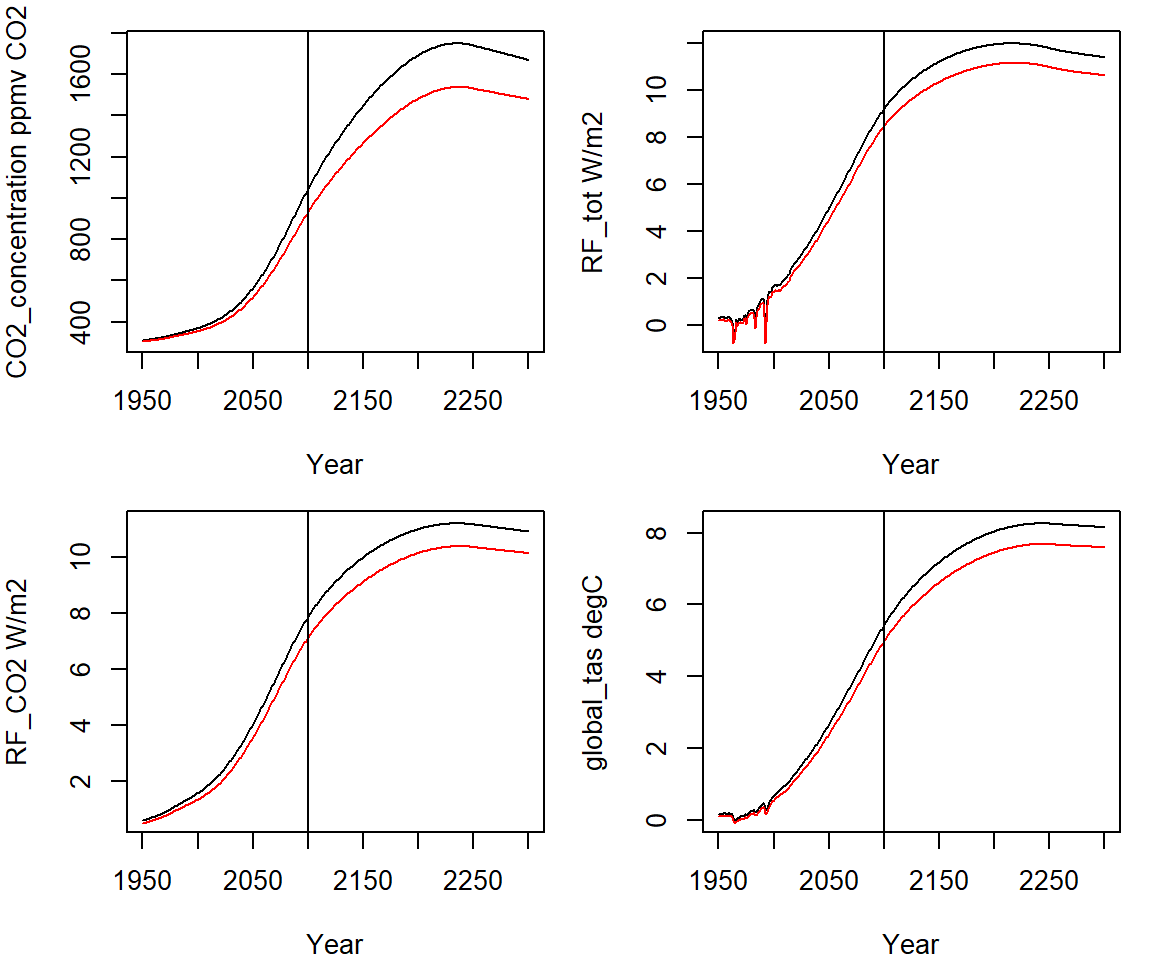 CO2_concentration ppmv CO2
400 800 1200 1600
1950 2050 2150 2250
Year
RF_tot W/m2
0 2 4 6 8 10
1950 2050 2150 2250
Year
RF_CO2 W/m2
2 4 6 8 10
1950 2050 2150 2250
Year
global_tas degC
0 2 4 6 8
1950 2050 2150 2250
Year